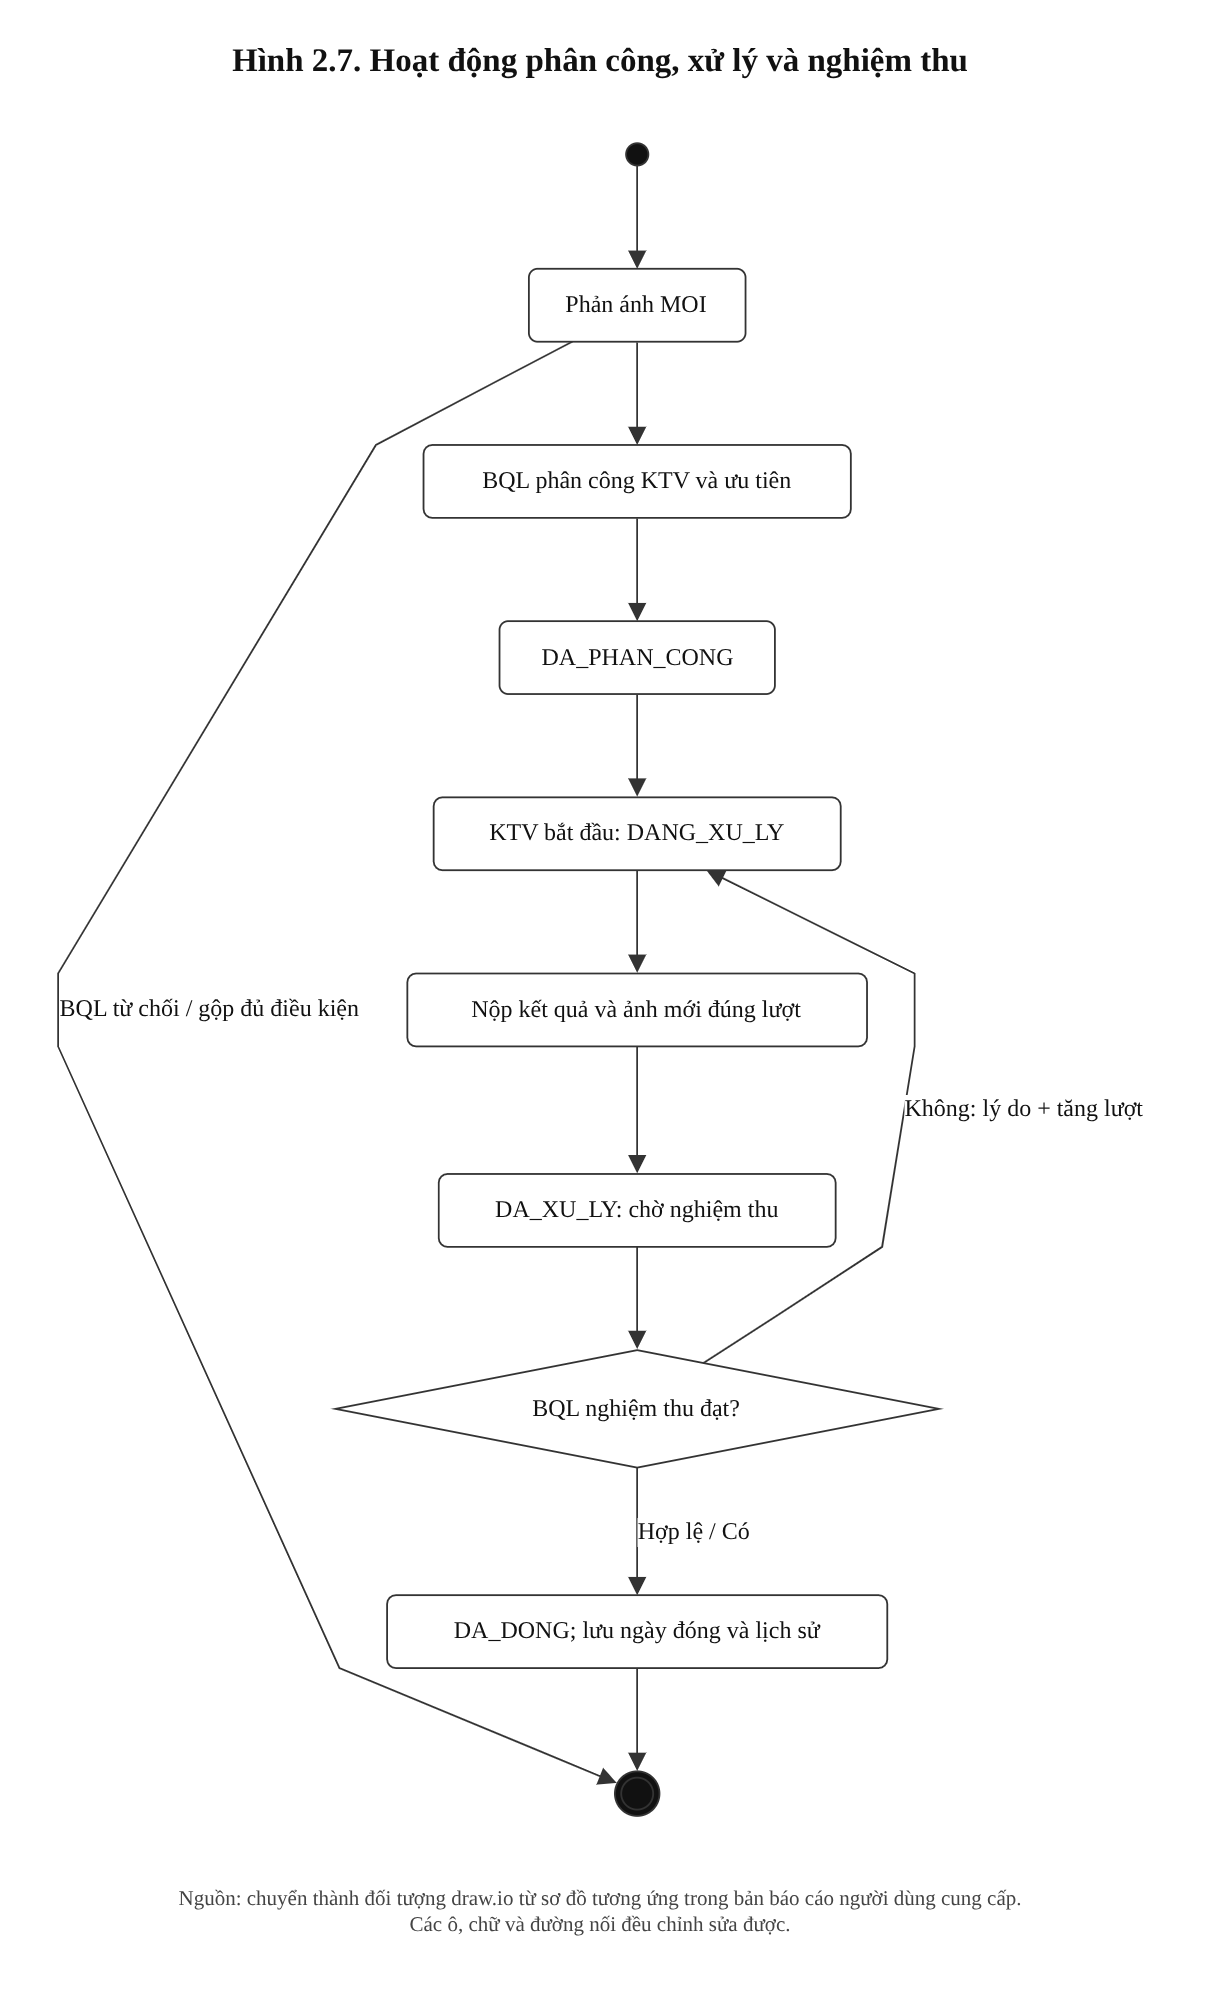 Hình 2.7. Hoạt động phân công, xử lý và nghiệm thu
Phản ánh MOI
BQL phân công KTV và ưu tiên
DA_PHAN_CONG
KTV bắt đầu: DANG_XU_LY
BQL từ chối / gộp đủ điều kiện
Nộp kết quả và ảnh mới đúng lượt
Không: lý do + tăng lượt
DA_XU_LY: chờ nghiệm thu
BQL nghiệm thu đạt?
Hợp lệ / Có
DA_DONG; lưu ngày đóng và lịch sử
Nguồn: chuyển thành đối tượng draw.io từ sơ đồ tương ứng trong bản báo cáo người dùng cung cấp.
Các ô, chữ và đường nối đều chỉnh sửa được.